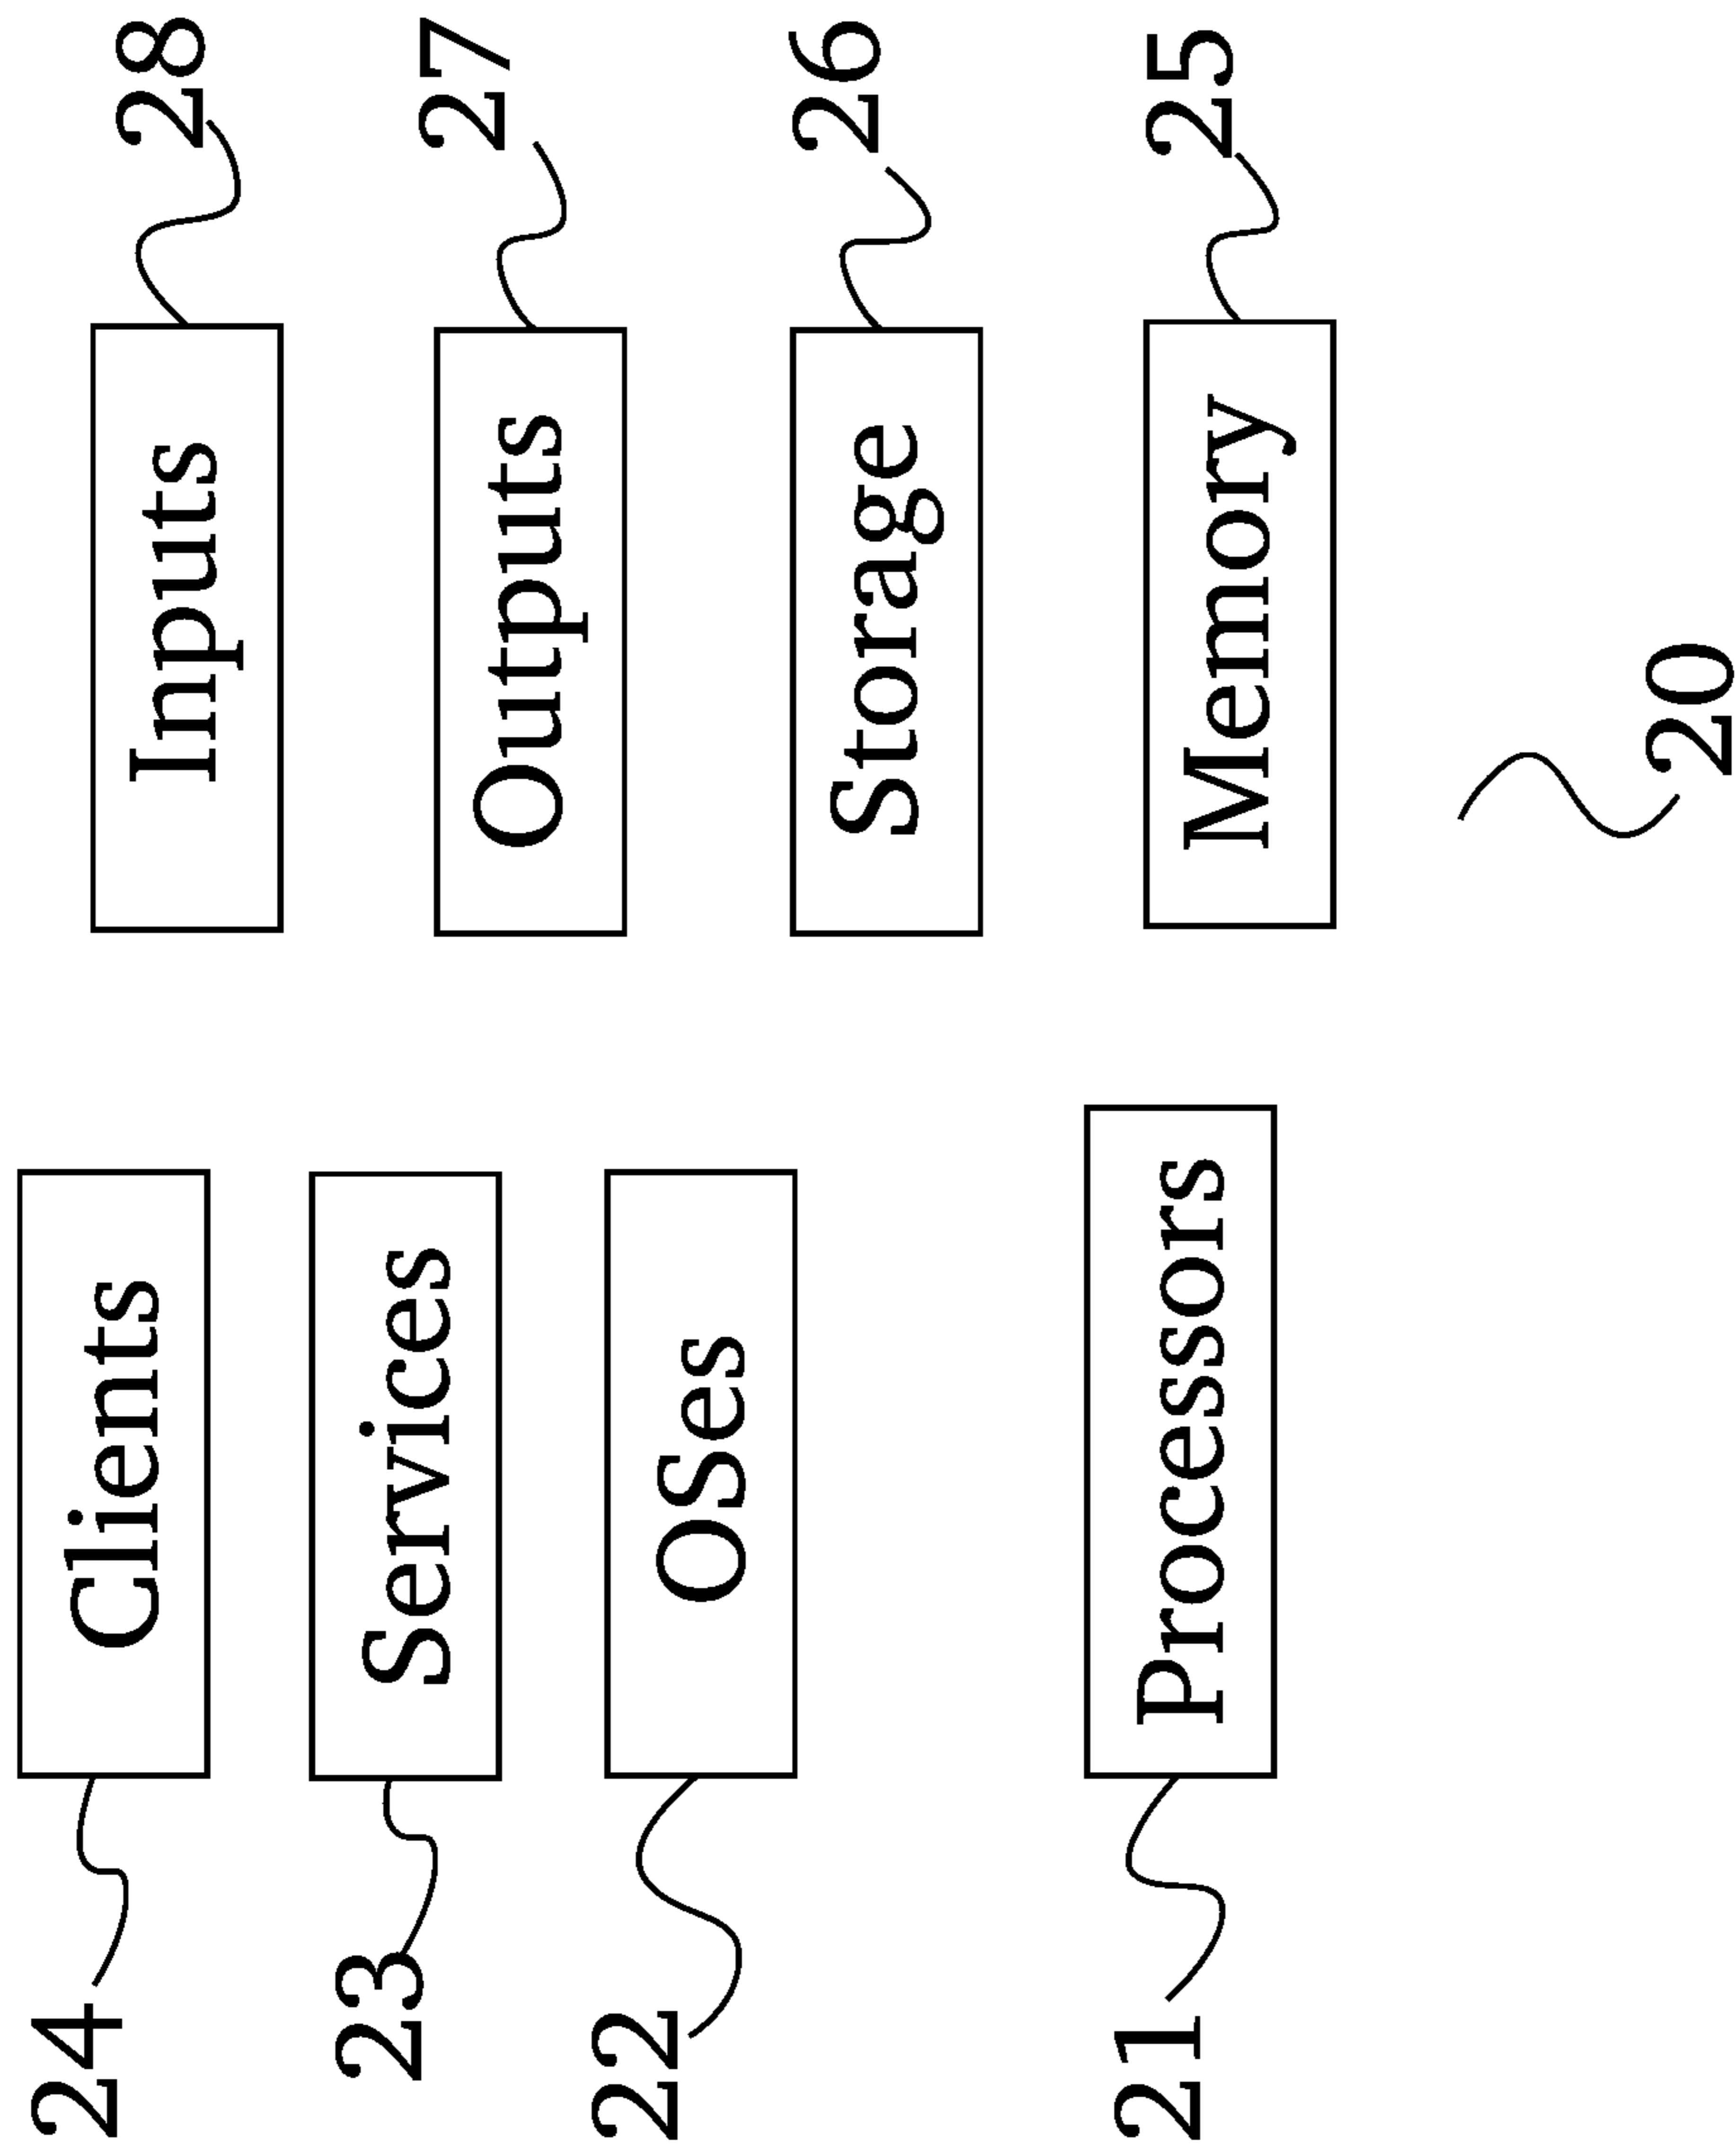 24 Clients Inputs 28
23 Services Outputs 27
22 OSes Storage 26
21 Processors Memory 25
20